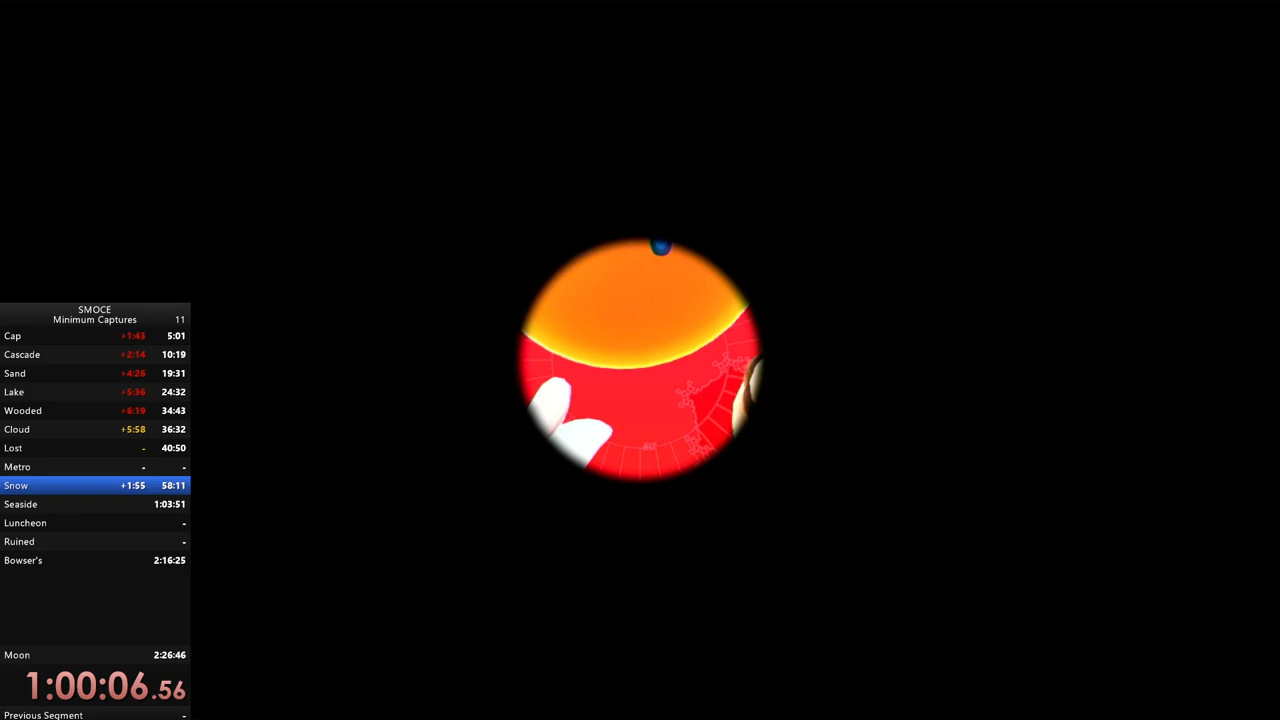 SMOCE
Minimum Captures 11
Cap +1:43 5:01
Cascade +2:14 10:19
Sand +4:26 19:31
Lake +5:36 24:32
Wooded +6:19 34:43
Cloud +5:58 36:32
Lost - 40:50
Metro - -
Snow +1:55 58:11
Seaside 1:03:51
Luncheon -
Ruined -
Bowser's 2:16:25
Moon 2:26:46
1:00:06.56
Previous Segment -